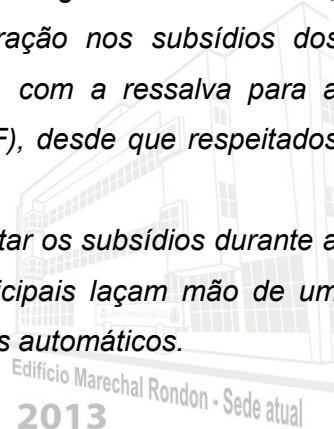 ração nos subsídios dos
com a ressalva para a
F), desde que respeitados
tar os subsídios durante a
icipais laçam mão de um
s automáticos.
Edifício Marechal Rondon - Sede atual
2013